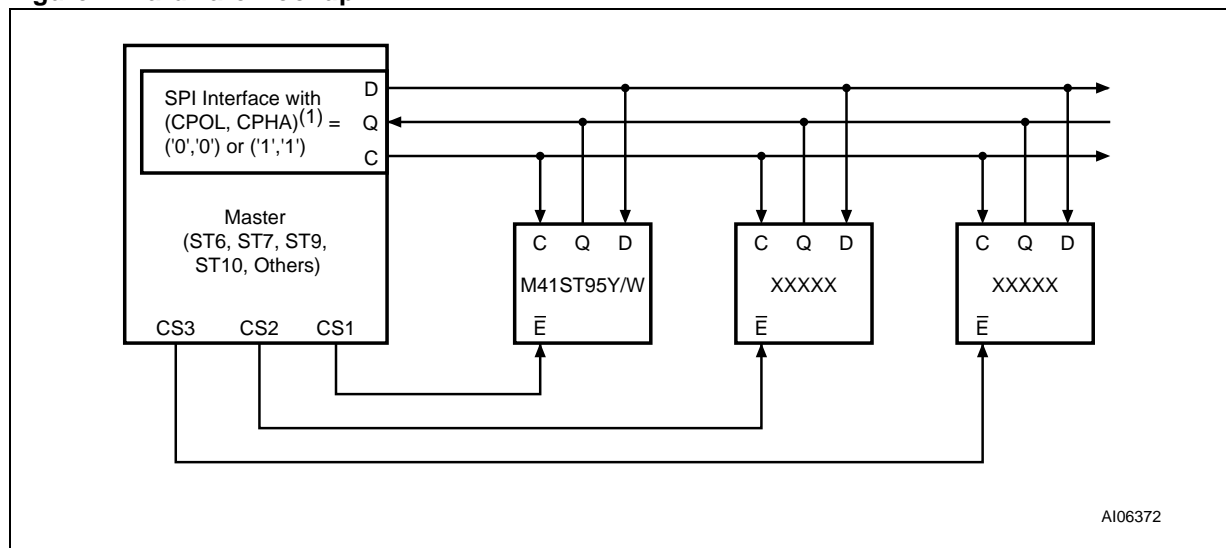 SPI Interface with
(CPOL, CPHA)(1) =
('0','0') or ('1','1')
D
Q
C
Master
(ST6, ST7, ST9,
ST10, Others)
CS3 CS2 CS1
C Q D
M41ST95Y/W
E̅
C Q D
XXXXX
E̅
C Q D
XXXXX
E̅
AI06372